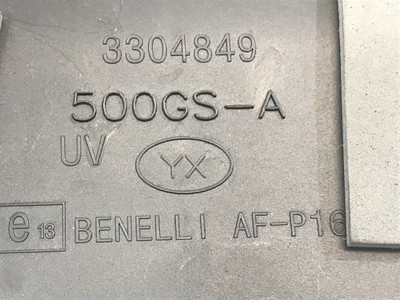 3304849
500GS-A
UV YX
e13 BENELLI AF-P16